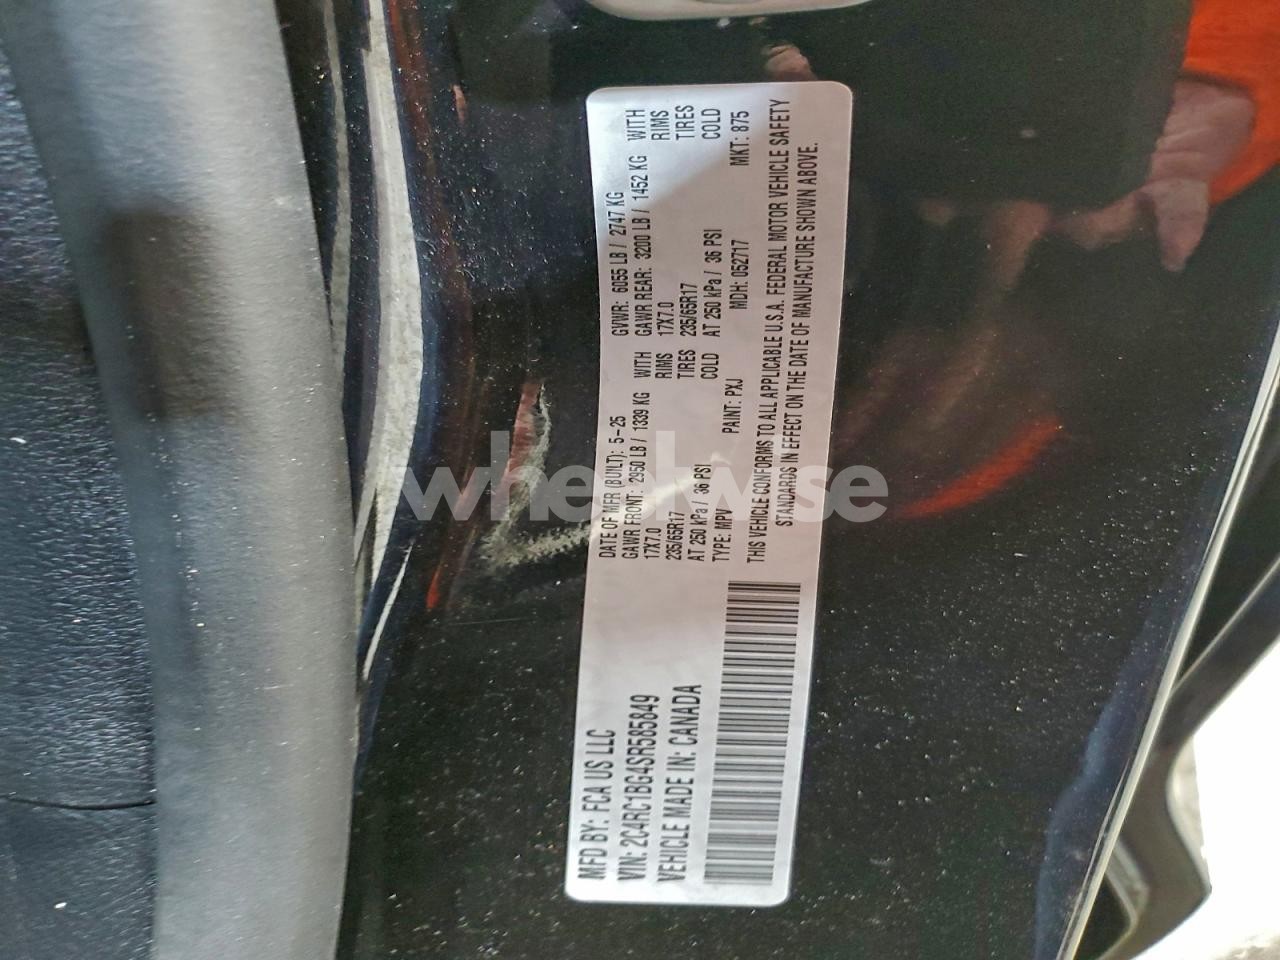 MFD BY: FCA US LLC
VIN: 2C4RC1BG4SR585849
VEHICLE MADE IN: CANADA
DATE OF MFR (BUILT): 5-25 GVWR: 6055 LB / 2747 KG
GAWR FRONT: 2950 LB / 1339 KG WITH GAWR REAR: 3200 LB / 1452 KG WITH
17X7.0 RIMS 17X7.0 RIMS
235/65R17 TIRES 235/65R17 TIRES
AT 250 kPa / 36 PSI COLD AT 250 kPa / 36 PSI COLD
TYPE: MPV PAINT: PXJ MDH: 052717 MKT: 875
THIS VEHICLE CONFORMS TO ALL APPLICABLE U.S.A. FEDERAL MOTOR VEHICLE SAFETY
STANDARDS IN EFFECT ON THE DATE OF MANUFACTURE SHOWN ABOVE.
wheelwise